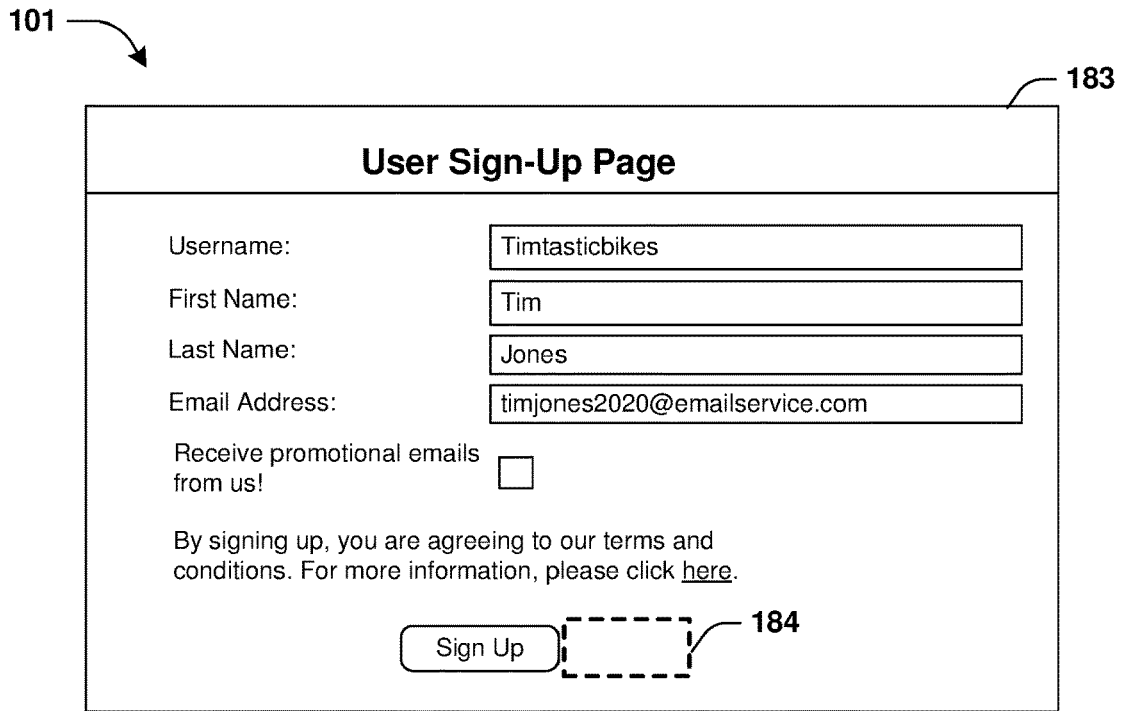 101
183
User Sign-Up Page
Username: Timtasticbikes
First Name: Tim
Last Name: Jones
Email Address: timjones2020@emailservice.com
Receive promotional emails
from us!
By signing up, you are agreeing to our terms and
conditions. For more information, please click here.
184
Sign Up